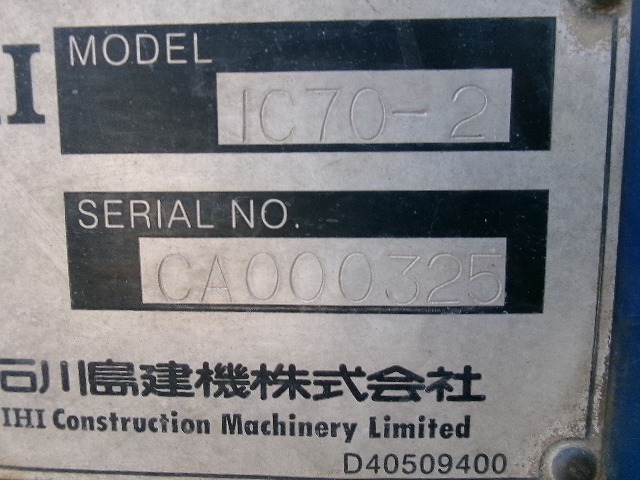 MODEL
IC70-2
SERIAL NO.
CA000325
石川島建機株式会社
IHI Construction Machinery Limited
D40509400